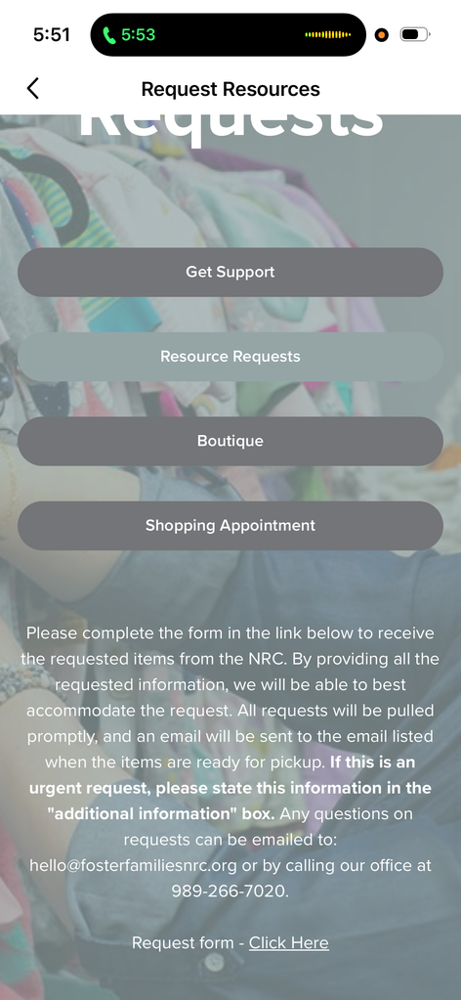 5:51
5:53
Request Resources
Requests
Get Support
Resource Requests
Boutique
Shopping Appointment
Please complete the form in the link below to receive
the requested items from the NRC. By providing all the
requested information, we will be able to best
accommodate the request. All requests will be pulled
promptly, and an email will be sent to the email listed
when the items are ready for pickup. If this is an
urgent request, please state this information in the
"additional information" box. Any questions on
requests can be emailed to:
hello@fosterfamiliesnrc.org or by calling our office at
989-266-7020.
Request form - Click Here